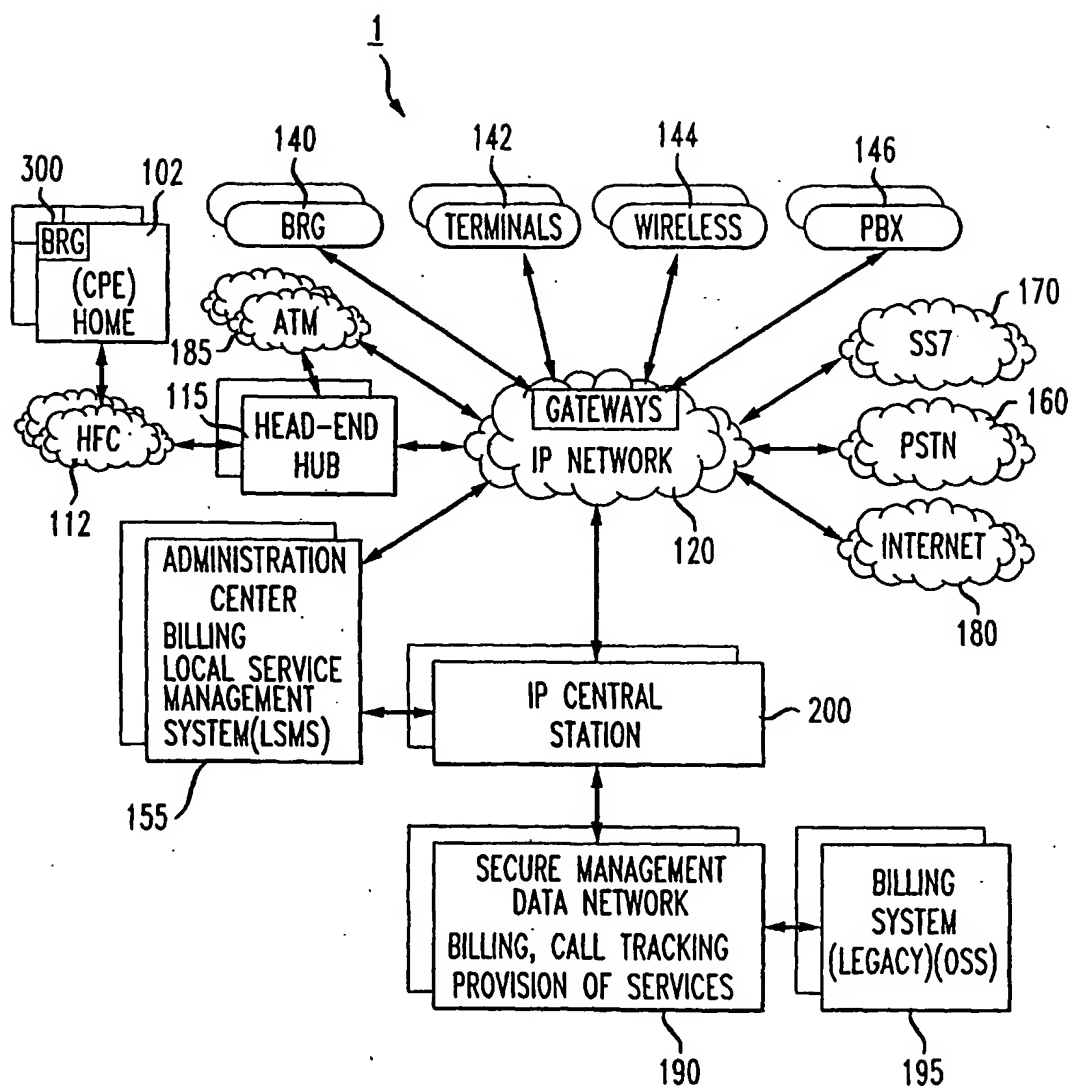 1
140
142
144
146
300
102
BRG
TERMINALS
WIRELESS
PBX
BRG
(CPE)
HOME
ATM
185
170
SS7
115
HEAD-END
HUB
GATEWAYS
IP NETWORK
160
PSTN
HFC
112
120
INTERNET
180
ADMINISTRATION
CENTER
BILLING
LOCAL SERVICE
MANAGEMENT
SYSTEM(LSMS)
155
IP CENTRAL
STATION
200
SECURE MANAGEMENT
DATA NETWORK
BILLING, CALL TRACKING
PROVISION OF SERVICES
190
BILLING
SYSTEM
(LEGACY)(OSS)
195